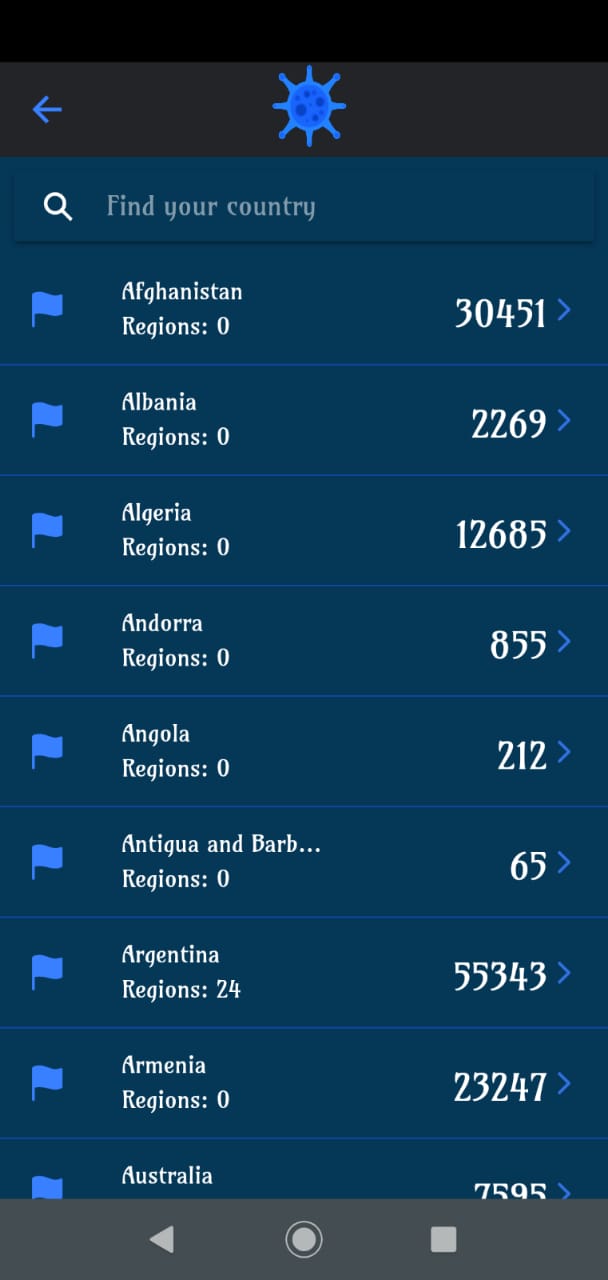 Find your country
Afghanistan
Regions: 0
30451
Albania
Regions: 0
2269
Algeria
Regions: 0
12685
Andorra
Regions: 0
855
Angola
Regions: 0
212
Antigua and Barb...
Regions: 0
65
Argentina
Regions: 24
55343
Armenia
Regions: 0
23247
Australia
7595